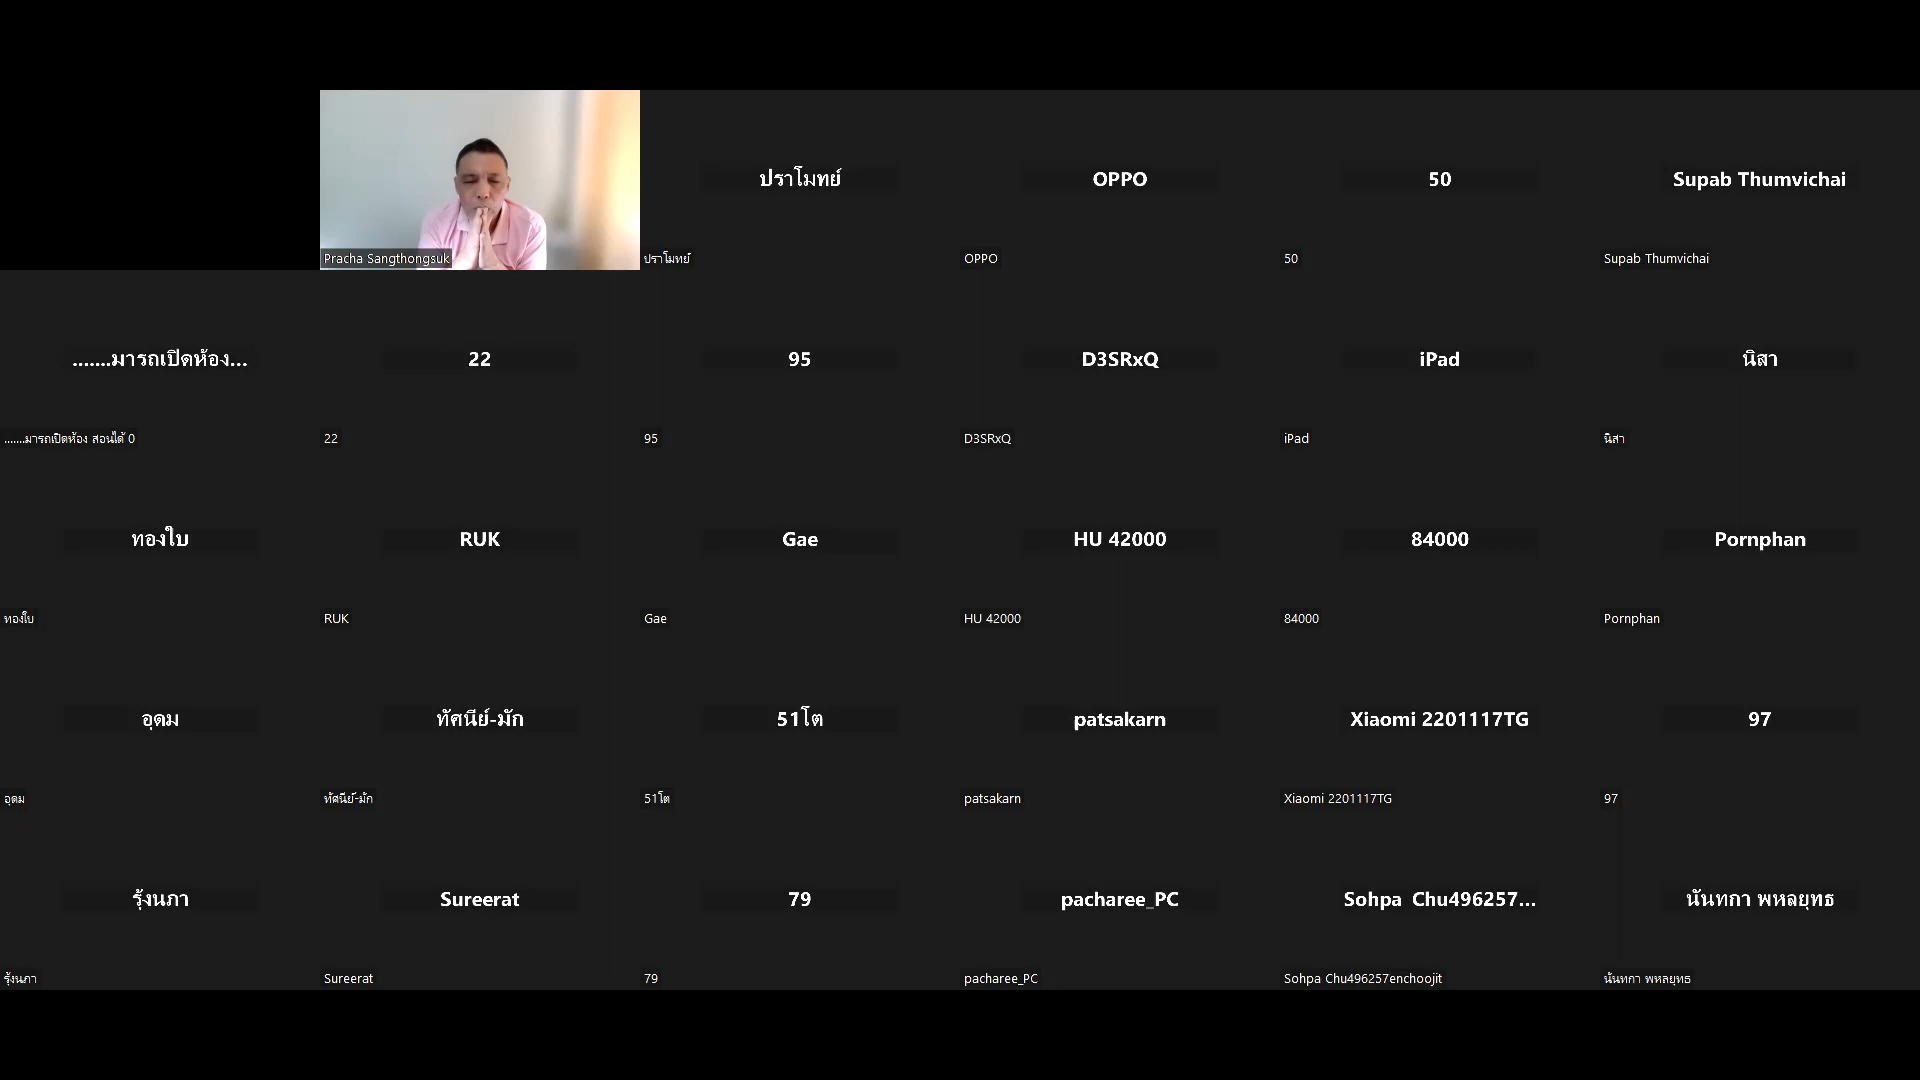 Pracha Sangthongsuk
ปราโมทย์
ปราโมทย์
OPPO
OPPO
50
50
Supab Thumvichai
Supab Thumvichai
.......มารถเปิดห้อง...
.......มารถเปิดห้อง สอนได้ 0
22
22
95
95
D3SRxQ
D3SRxQ
iPad
iPad
นิสา
นิสา
ทองใบ
ทองใบ
RUK
RUK
Gae
Gae
HU 42000
HU 42000
84000
84000
Pornphan
Pornphan
อุดม
อุดม
ทัศนีย์-มัก
ทัศนีย์-มัก
51โต
51โต
patsakarn
patsakarn
Xiaomi 2201117TG
Xiaomi 2201117TG
97
97
รุ้งนภา
รุ้งนภา
Sureerat
Sureerat
79
79
pacharee_PC
pacharee_PC
Sohpa Chu496257...
Sohpa Chu496257enchoojit
นันทกา พหลยุทธ
นันทกา พหลยุทธ